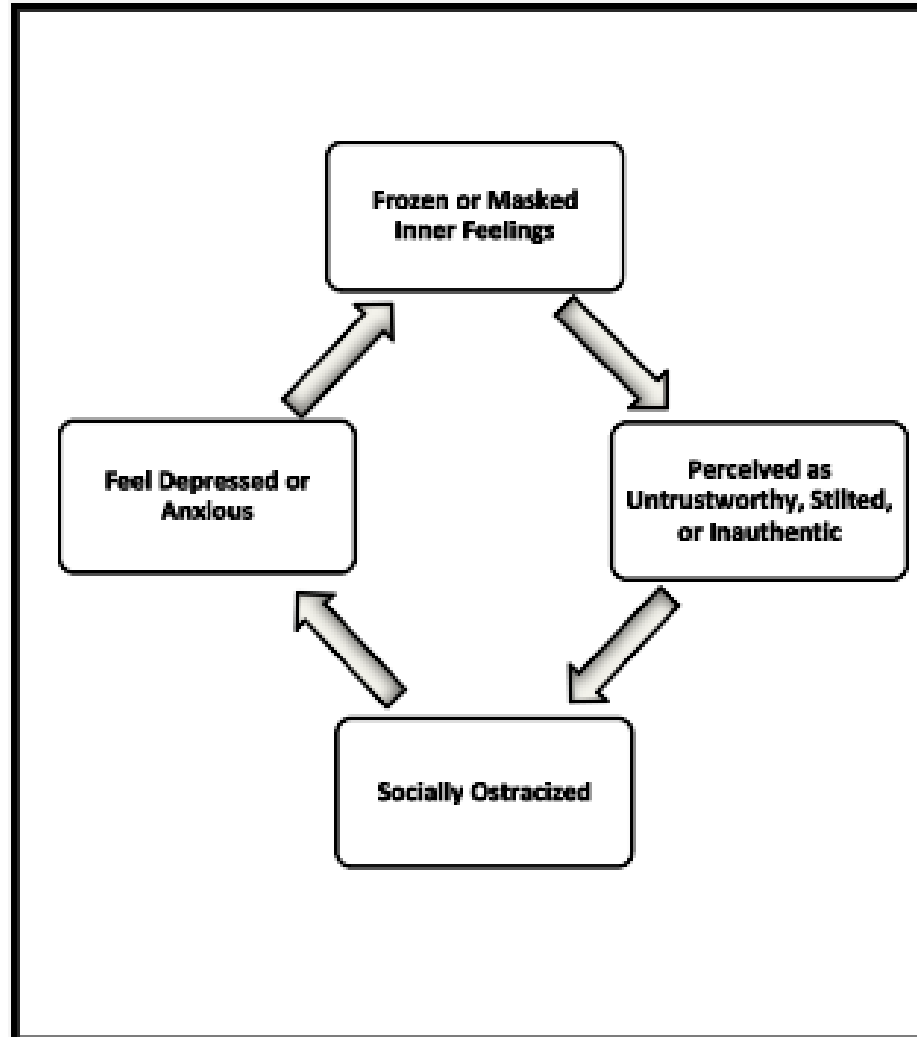 Frozen or Masked
Inner Feelings
Feel Depressed or
Anxious
Perceived as
Untrustworthy, Stilted,
or Inauthentic
Socially Ostracized